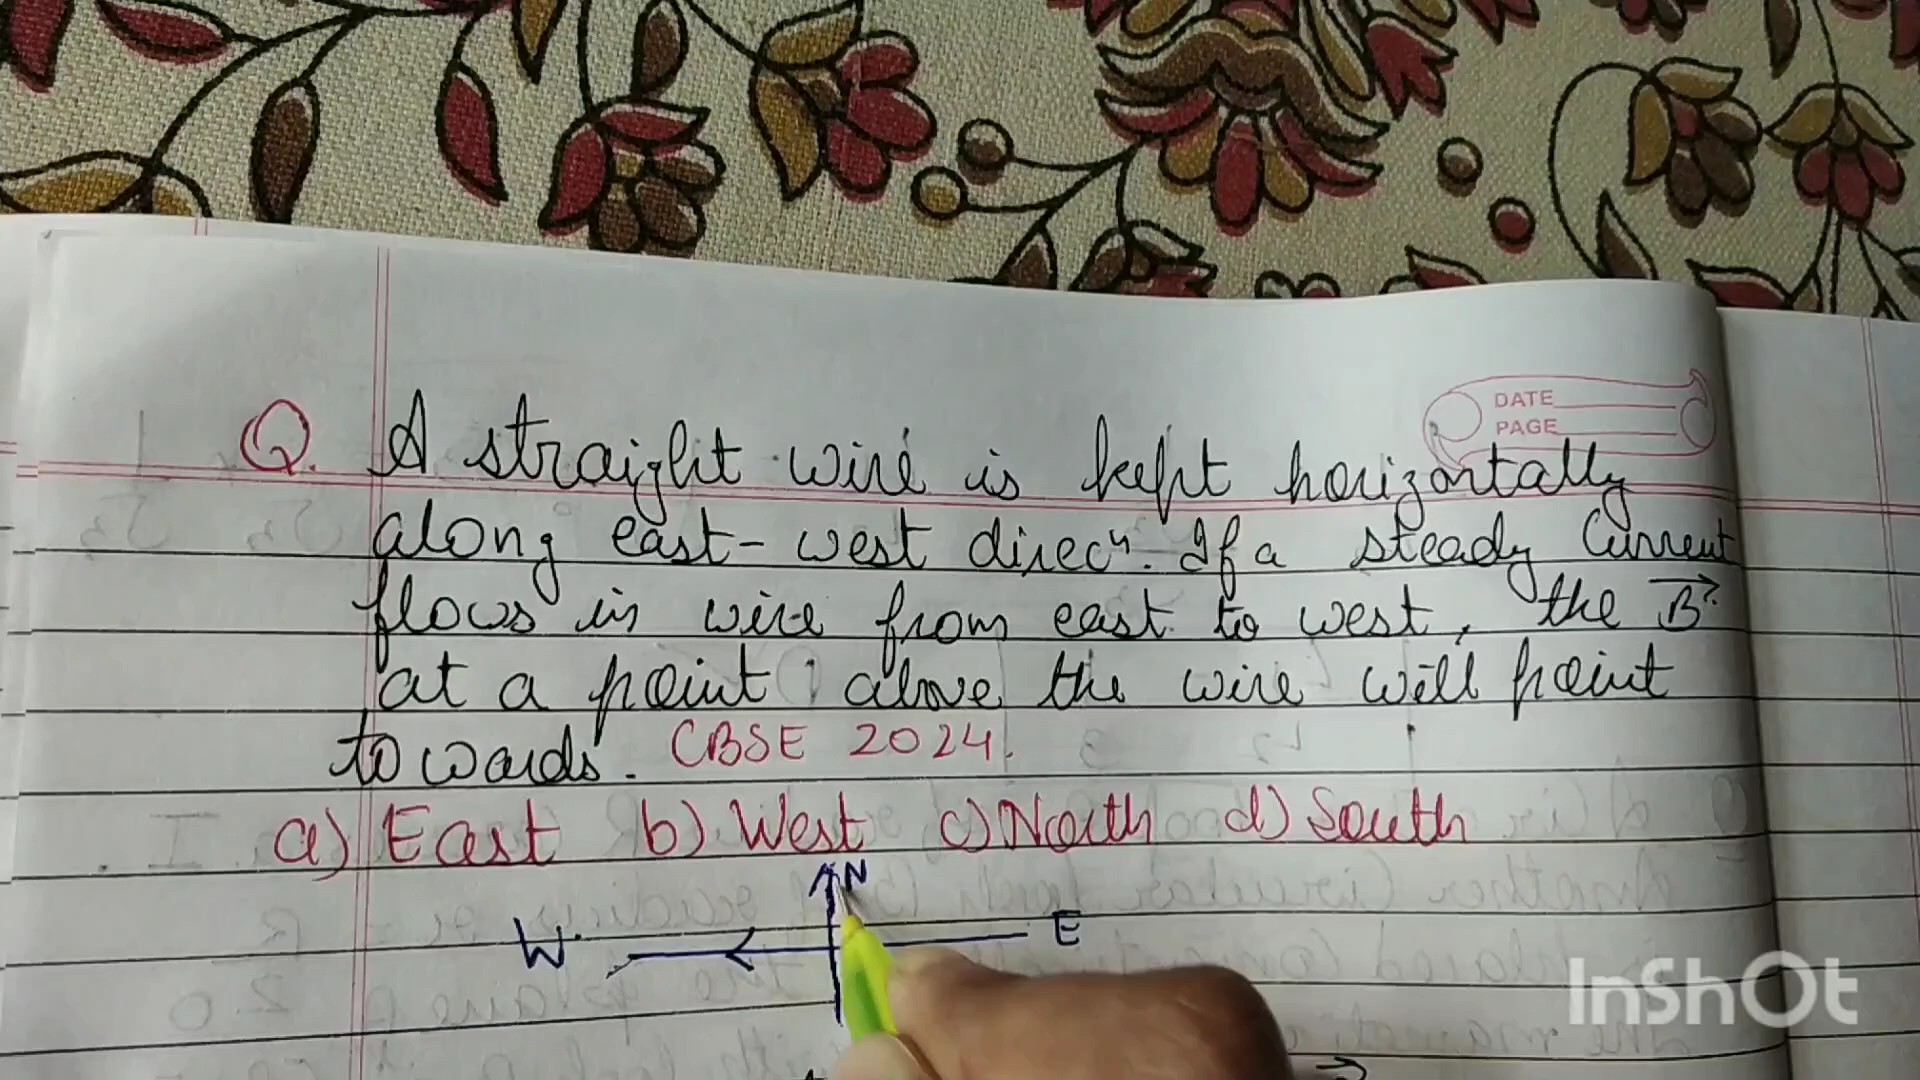 DATE
PAGE
Q. A straight wire is kept horizontally
along east-west direcⁿ. If a steady Current
flows in wire from east to west, the B⃗
at a point above the wire will point
towards. CBSE 2024.
a) East b) West c) North d) South
N
W E
InShOt